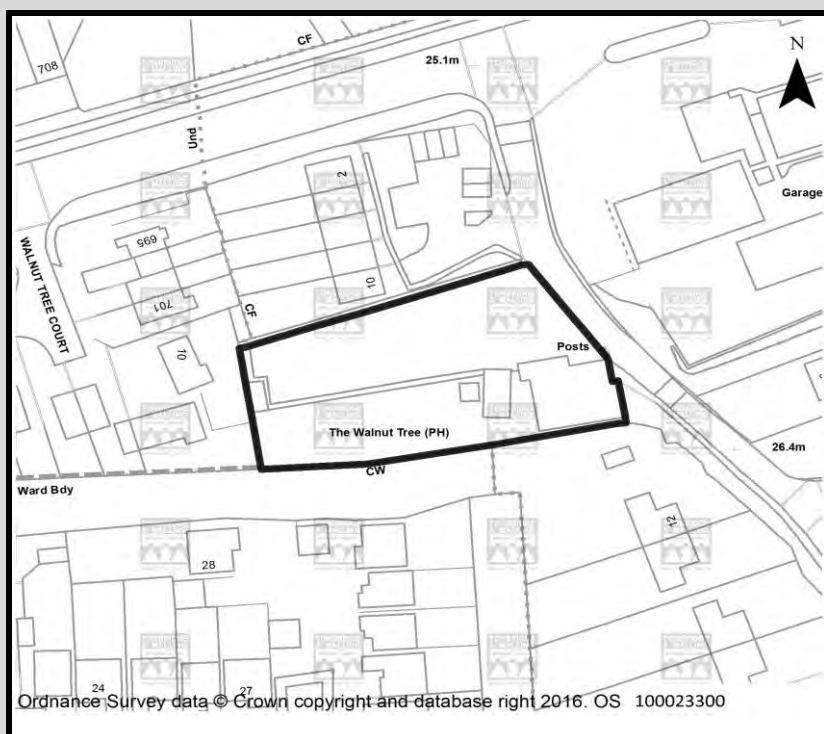 CF
N
708
25.1m
Und
2
Garage
695
WALNUT TREE COURT
10
701
CF
10
Posts
The Walnut Tree (PH)
26.4m
CW
Ward Bdy
12
28
24
27
Ordnance Survey data © Crown copyright and database right 2016. OS 100023300